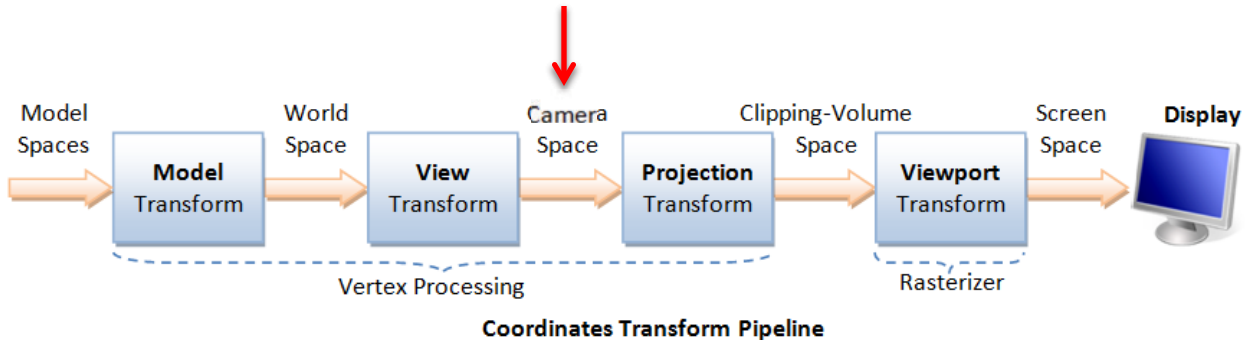 Model
Spaces
World
Space
Camera
Space
Clipping-Volume
Space
Screen
Space
Display
Model
Transform
View
Transform
Projection
Transform
Viewport
Transform
Vertex Processing
Rasterizer
Coordinates Transform Pipeline